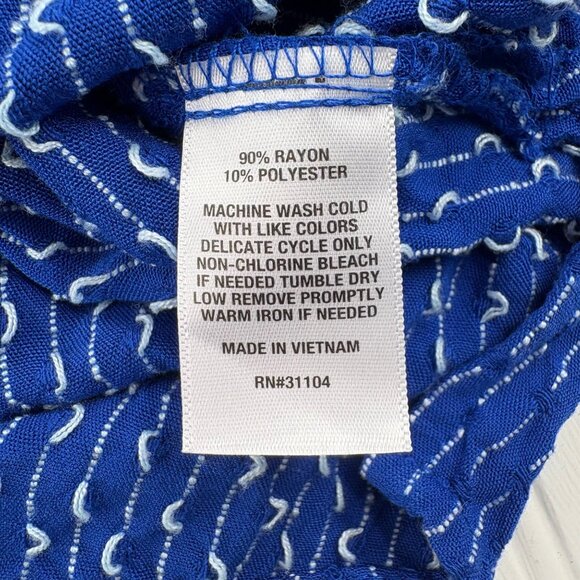 90% RAYON
10% POLYESTER
MACHINE WASH COLD
WITH LIKE COLORS
DELICATE CYCLE ONLY
NON-CHLORINE BLEACH
IF NEEDED TUMBLE DRY
LOW REMOVE PROMPTLY
WARM IRON IF NEEDED
MADE IN VIETNAM
RN#31104